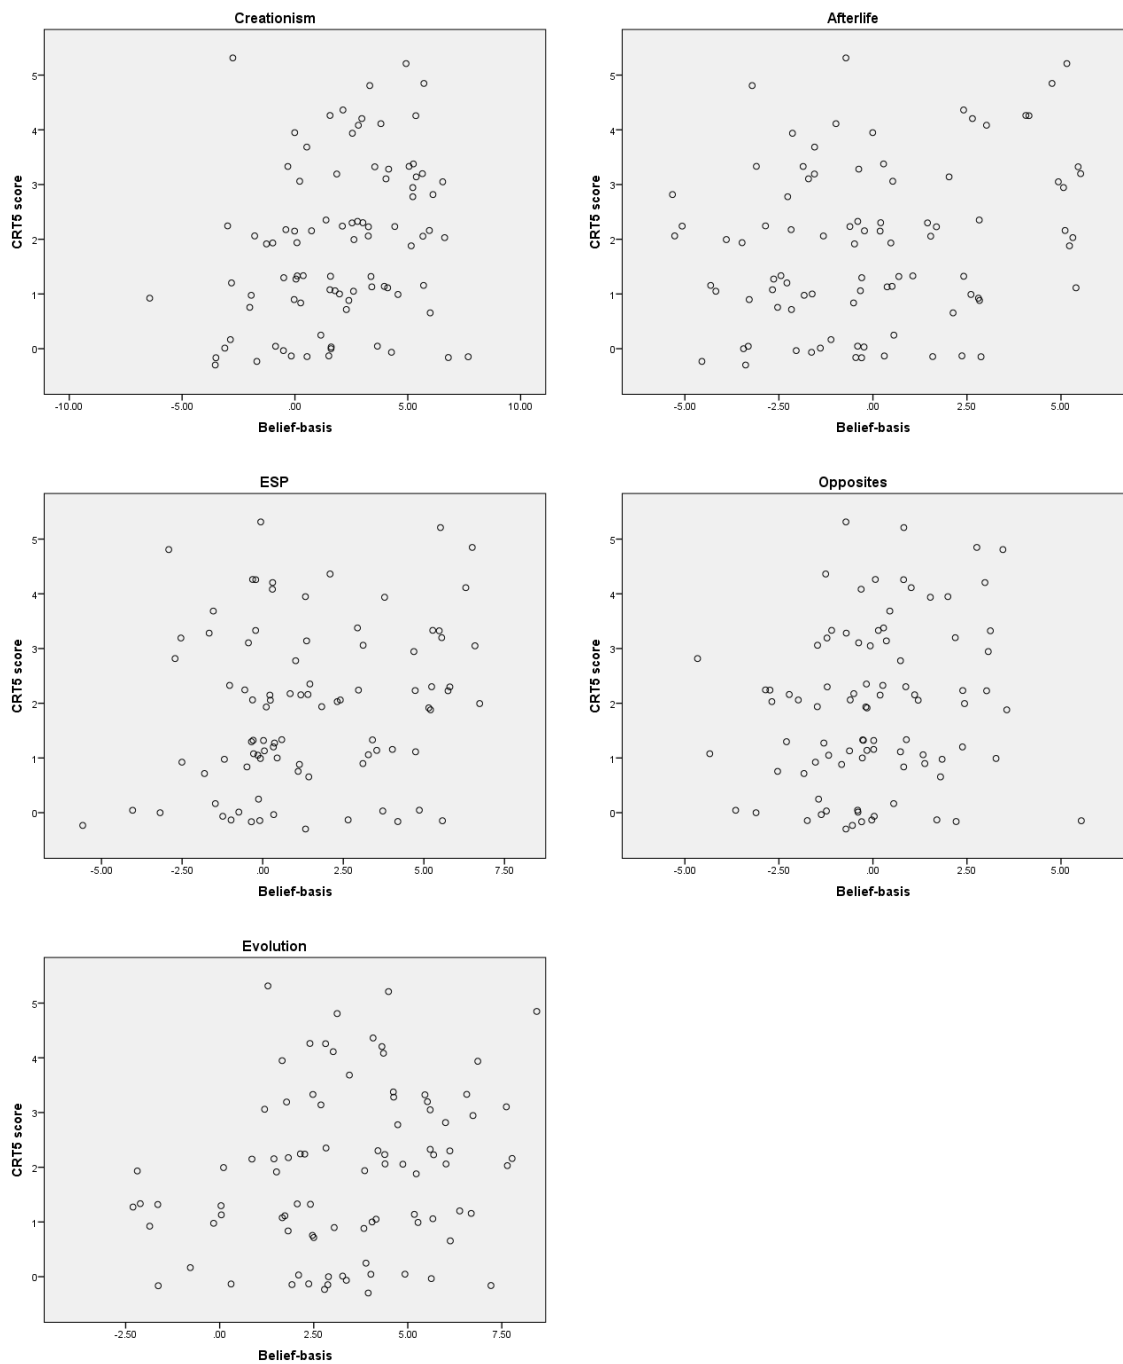 Creationism
CRT5 score
5
4
3
2
1
0
-10.00 -5.00 .00 5.00 10.00
Belief-basis
Afterlife
CRT5 score
5
4
3
2
1
0
-5.00 -2.50 .00 2.50 5.00
Belief-basis
ESP
CRT5 score
5
4
3
2
1
0
-5.00 -2.50 .00 2.50 5.00 7.50
Belief-basis
Opposites
CRT5 score
5
4
3
2
1
0
-5.00 -2.50 .00 2.50 5.00
Belief-basis
Evolution
CRT5 score
5
4
3
2
1
0
-2.50 .00 2.50 5.00 7.50
Belief-basis